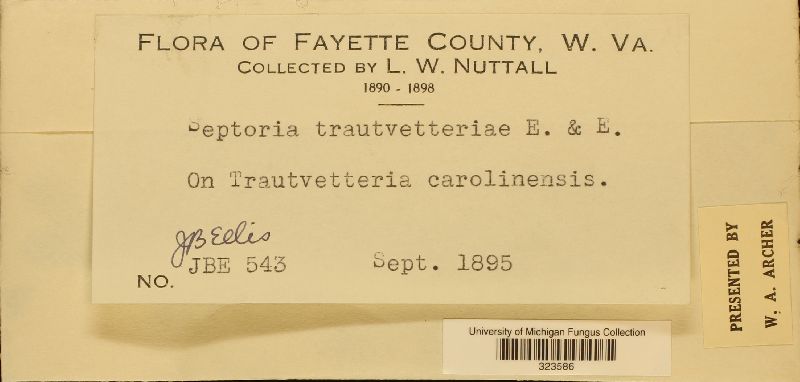 FLORA OF FAYETTE COUNTY, W. VA.
COLLECTED BY L. W. NUTTALL
1890 - 1898
Septoria trautvetteriae E. & E.
On Trautvetteria carolinensis.
JBEllis
NO. JBE 543 Sept. 1895
PRESENTED BY
W. A. ARCHER
University of Michigan Fungus Collection
323586